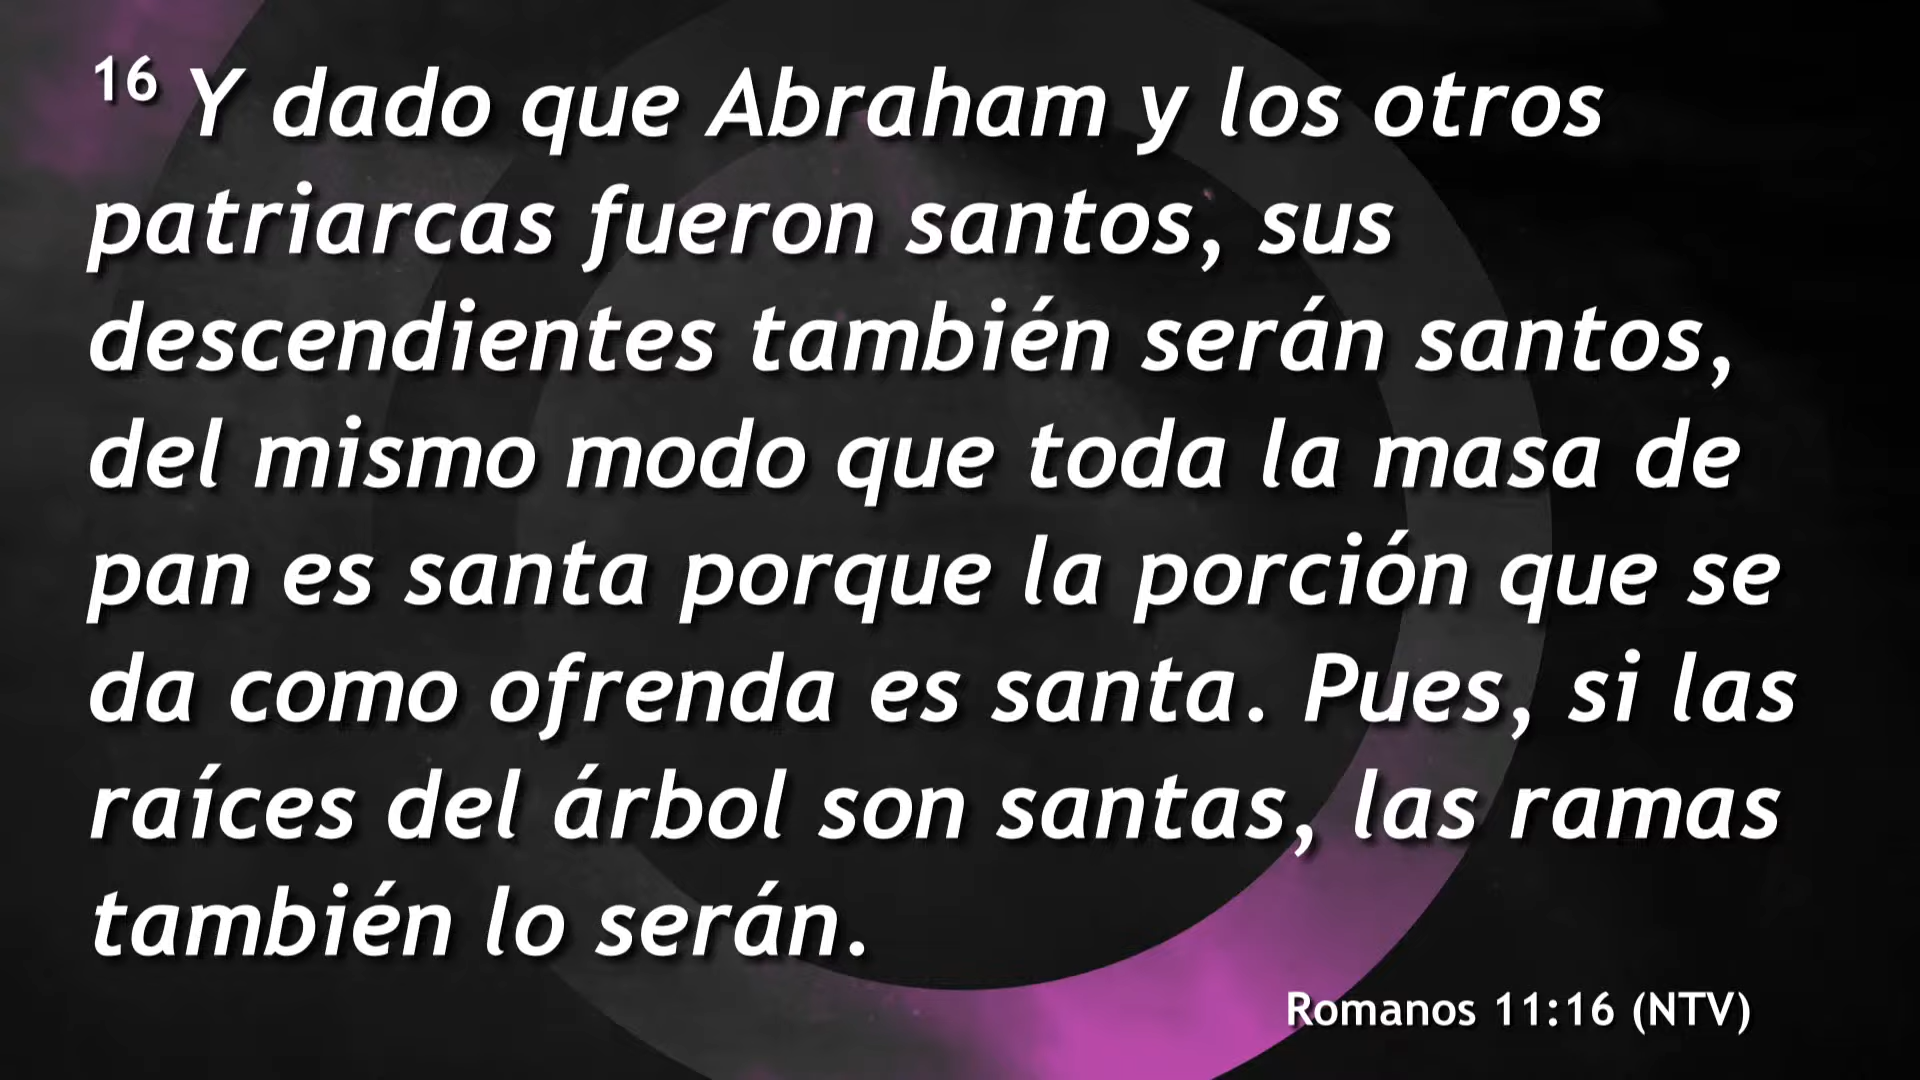 16 Y dado que Abraham y los otros
patriarcas fueron santos, sus
descendientes también serán santos,
del mismo modo que toda la masa de
pan es santa porque la porción que se
da como ofrenda es santa. Pues, si las
raíces del árbol son santas, las ramas
también lo serán.
Romanos 11:16 (NTV)